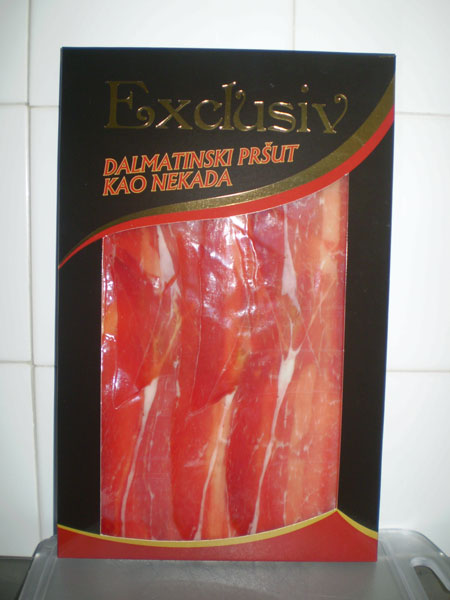 Exclusiv
DALMATINSKI PRŠUT
KAO NEKADA